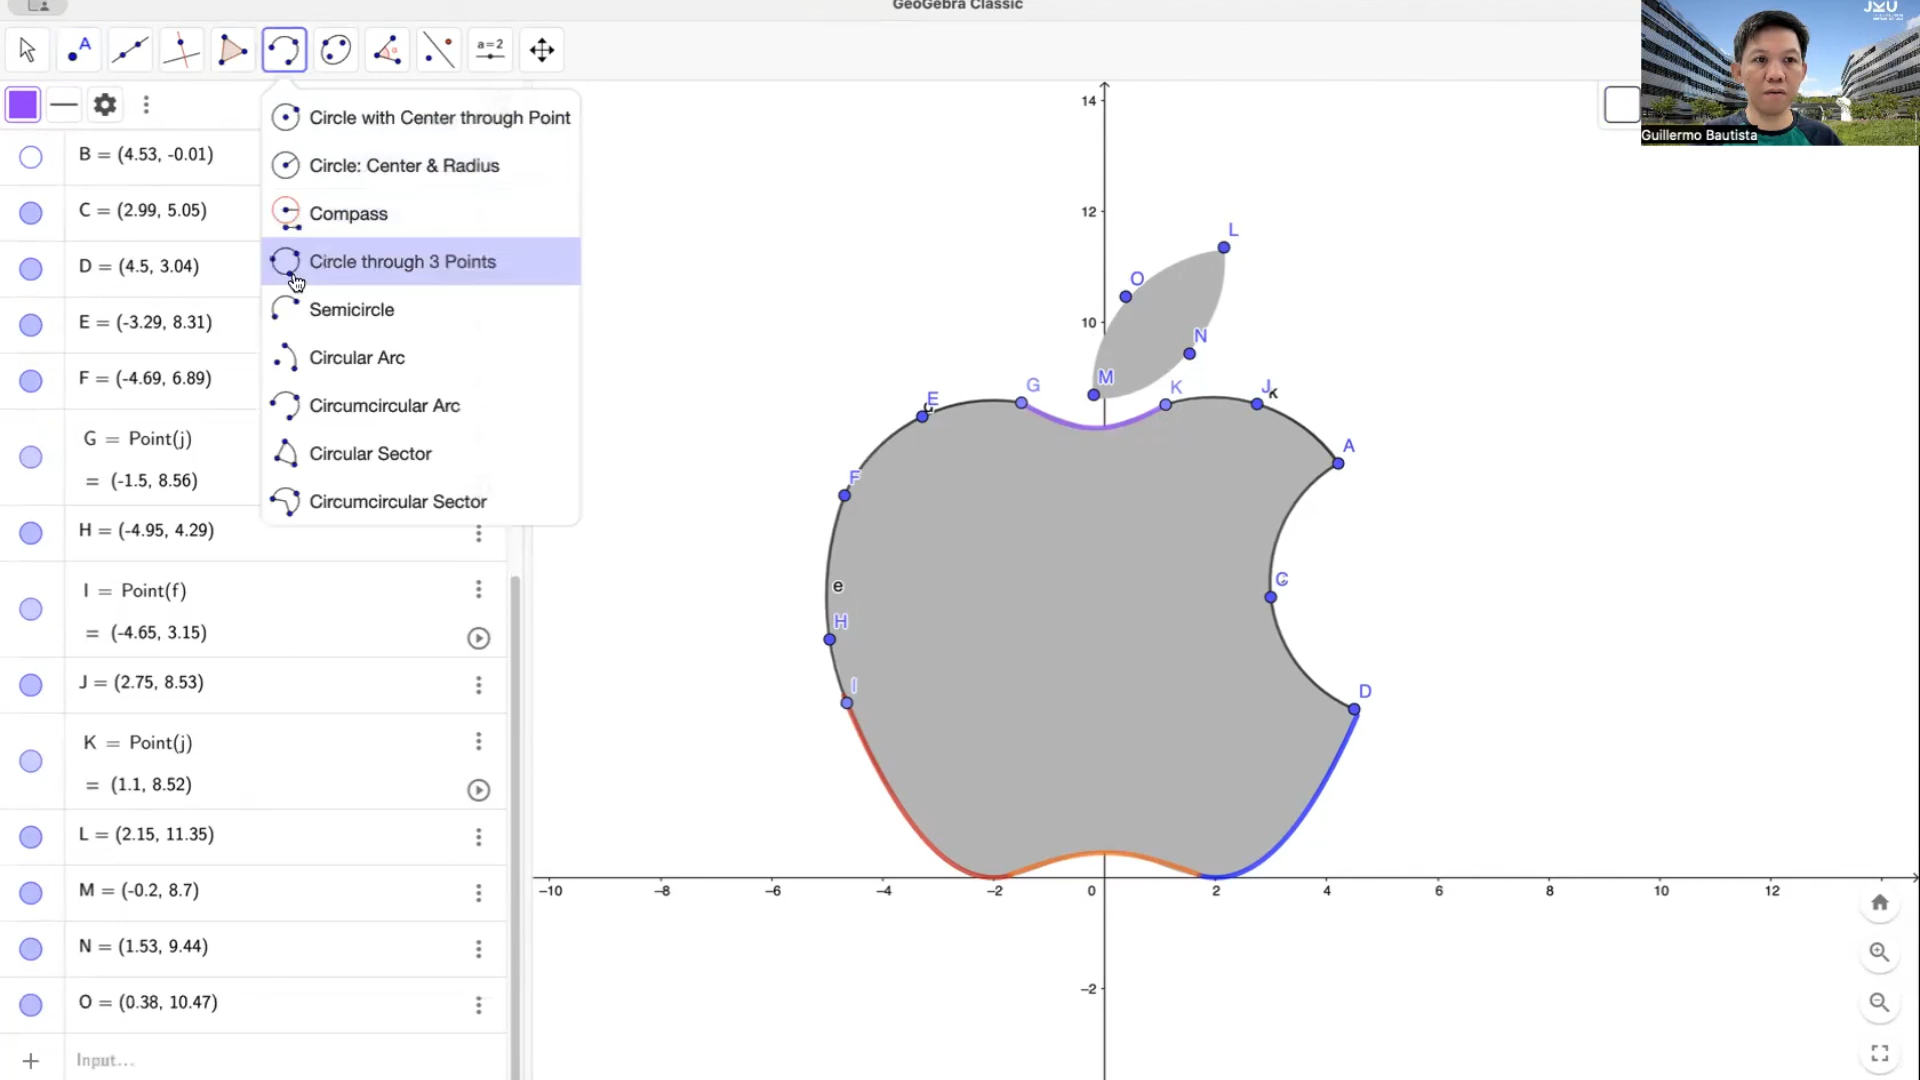 GeoGebra Classic
JKU
Guillermo Bautista
A
a=2
Circle with Center through Point
Circle: Center & Radius
Compass
Circle through 3 Points
Semicircle
Circular Arc
Circumcircular Arc
Circular Sector
Circumcircular Sector
B = (4.53, -0.01)
C = (2.99, 5.05)
D = (4.5, 3.04)
E = (-3.29, 8.31)
F = (-4.69, 6.89)
G = Point(j)
= (-1.5, 8.56)
H = (-4.95, 4.29)
I = Point(f)
= (-4.65, 3.15)
J = (2.75, 8.53)
K = Point(j)
= (1.1, 8.52)
L = (2.15, 11.35)
M = (-0.2, 8.7)
N = (1.53, 9.44)
O = (0.38, 10.47)
Input...
14
12
10
L
O
N
M
E
G
K
J
k
A
F
e
C
H
I
D
−10
−8
−6
−4
−2
0
2
4
6
8
10
12
−2